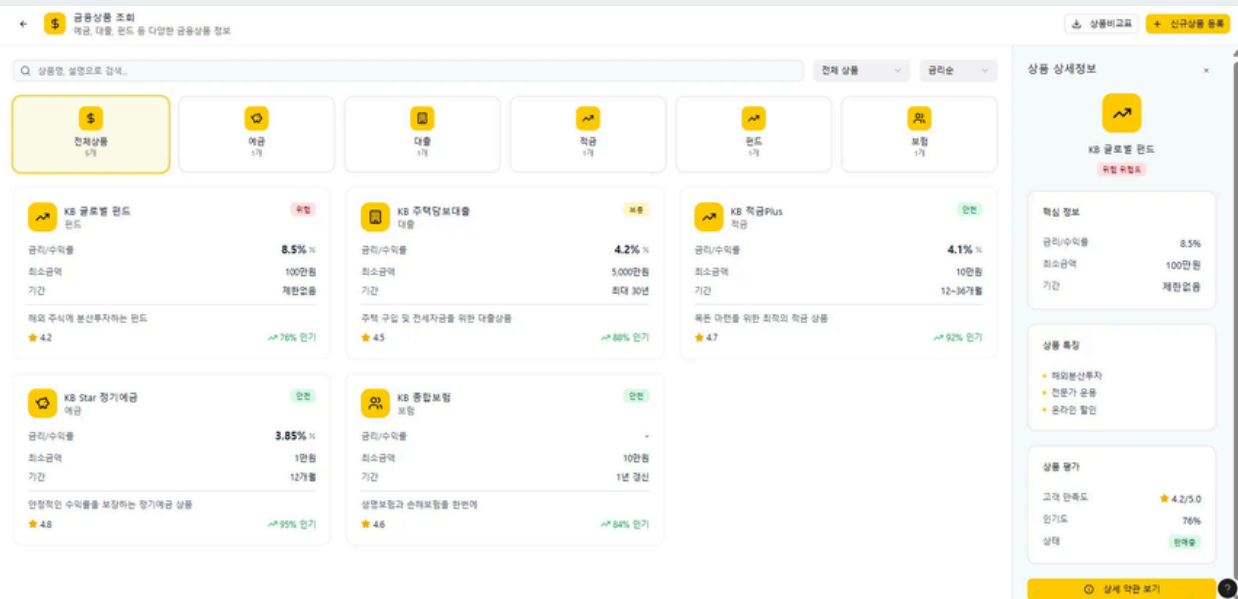 금융상품 조회
예금, 대출, 펀드 등 다양한 금융상품 정보
상품비교표
+ 신규상품 등록
상품명, 설명으로 검색...
전체 상품
금리순
전체상품
5개
예금
1개
대출
1개
적금
1개
펀드
1개
보험
1개
KB 글로벌 펀드
위험
펀드
금리/수익률 8.5% %
최소금액 100만원
기간 제한없음
해외 주식에 분산투자하는 펀드
4.2 76% 인기
KB 주택담보대출
보통
대출
금리/수익률 4.2% %
최소금액 5,000만원
기간 최대 30년
주택 구입 및 전세자금을 위한 대출상품
4.5 88% 인기
KB 적금Plus
안전
적금
금리/수익률 4.1% %
최소금액 10만원
기간 12~36개월
목돈 마련을 위한 최적의 적금 상품
4.7 92% 인기
KB Star 정기예금
안전
예금
금리/수익률 3.85% %
최소금액 1만원
기간 12개월
안정적인 수익률을 보장하는 정기예금 상품
4.8 95% 인기
KB 종합보험
안전
보험
금리/수익률 -
최소금액 10만원
기간 1년 갱신
생명보험과 손해보험을 한번에
4.6 84% 인기
상품 상세정보
×
KB 글로벌 펀드
위험 위험도
핵심 정보
금리/수익률 8.5%
최소금액 100만원
기간 제한없음
상품 특징
해외분산투자
전문가 운용
온라인 할인
상품 평가
고객 만족도 4.2/5.0
인기도 76%
상태 판매중
상세 약관 보기
?